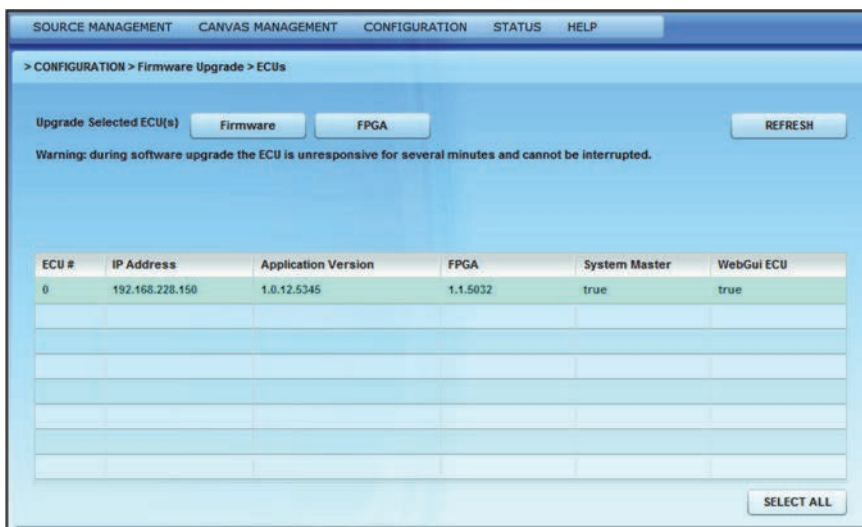 SOURCE MANAGEMENT CANVAS MANAGEMENT CONFIGURATION STATUS HELP
> CONFIGURATION > Firmware Upgrade > ECUs
Upgrade Selected ECU(s) Firmware FPGA REFRESH
Warning: during software upgrade the ECU is unresponsive for several minutes and cannot be interrupted.
ECU # IP Address Application Version FPGA System Master WebGui ECU
0 192.168.228.150 1.0.12.5345 1.1.5032 true true
SELECT ALL